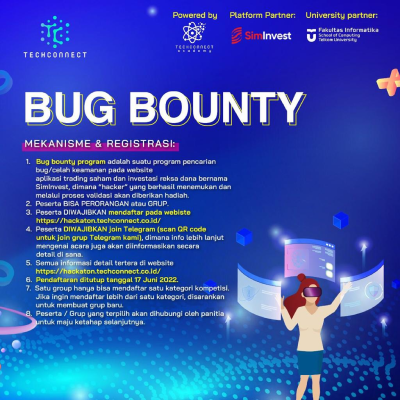 Powered by
Platform Partner:
University partner:
TECHCONNECT
TECHCONNECT
academy
SimInvest
Fakultas Informatika
School of Computing
Telkom University
BUG BOUNTY
MEKANISME & REGISTRASI:
1. Bug bounty program adalah suatu program pencarian
bug/celah keamanan pada website
aplikasi trading saham dan investasi reksa dana bernama
SimInvest, dimana “hacker” yang berhasil menemukan dan
melalui proses validasi akan diberikan hadiah.
2. Peserta BISA PERORANGAN atau GRUP.
3. Peserta DIWAJIBKAN mendaftar pada webiste
https://hackaton.techconnect.co.id/
4. Peserta DIWAJIBKAN join Telegram (scan QR code
untuk join grup Telegram kami), dimana info lebih lanjut
mengenai acara juga akan diinformasikan secara
detail di sana.
5. Semua informasi detail tertera di website
https://hackaton.techconnect.co.id/
6. Pendaftaran ditutup tanggal 17 Juni 2022.
7. Satu group hanya bisa mendaftar satu kategori kompetisi.
Jika ingin mendaftar lebih dari satu kategori, disarankan
untuk membuat grup baru.
8. Peserta / Grup yang terpilih akan dihubungi oleh panitia
untuk maju ketahap selanjutnya.